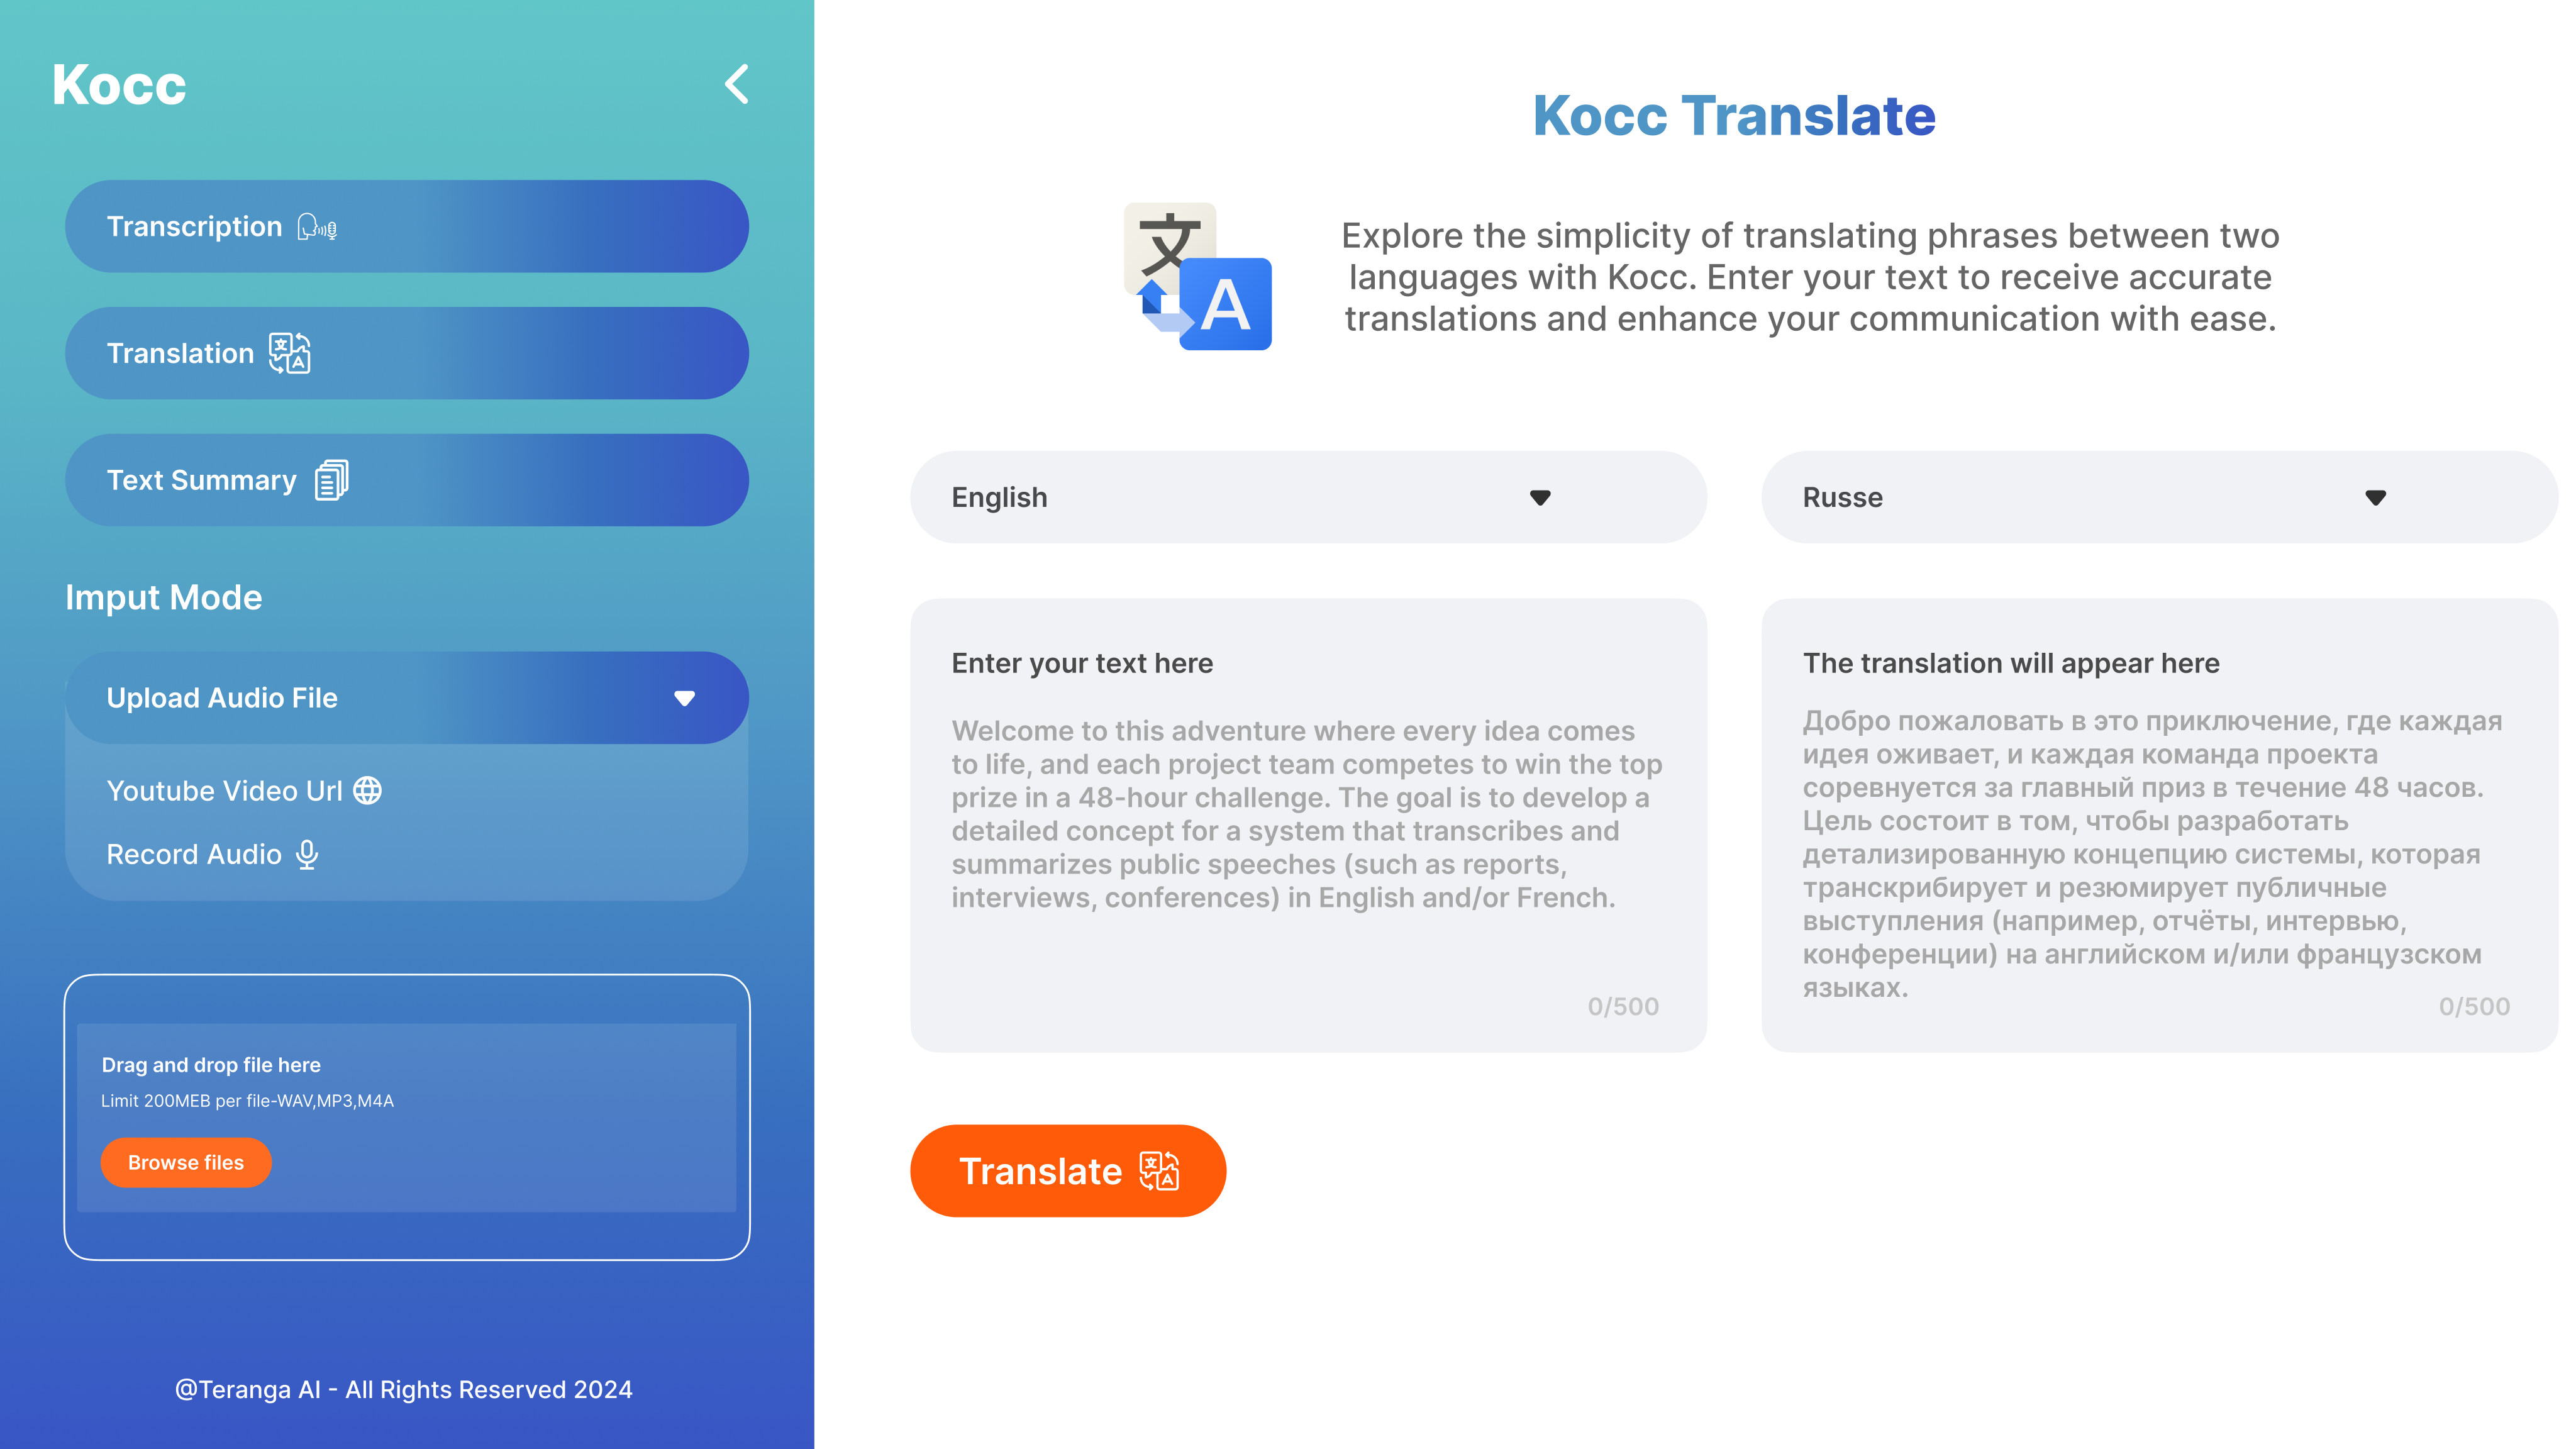 Kocc
Transcription
Translation
Text Summary
Imput Mode
Upload Audio File
Youtube Video Url
Record Audio
Drag and drop file here
Limit 200MEB per file-WAV,MP3,M4A
Browse files
@Teranga AI - All Rights Reserved 2024
Kocc Translate
文
A
Explore the simplicity of translating phrases between two
languages with Kocc. Enter your text to receive accurate
translations and enhance your communication with ease.
English
Russe
Enter your text here
Welcome to this adventure where every idea comes
to life, and each project team competes to win the top
prize in a 48-hour challenge. The goal is to develop a
detailed concept for a system that transcribes and
summarizes public speeches (such as reports,
interviews, conferences) in English and/or French.
0/500
The translation will appear here
Добро пожаловать в это приключение, где каждая
идея оживает, и каждая команда проекта
соревнуется за главный приз в течение 48 часов.
Цель состоит в том, чтобы разработать
детализированную концепцию системы, которая
транскрибирует и резюмирует публичные
выступления (например, отчёты, интервью,
конференции) на английском и/или французском
языках.
0/500
Translate